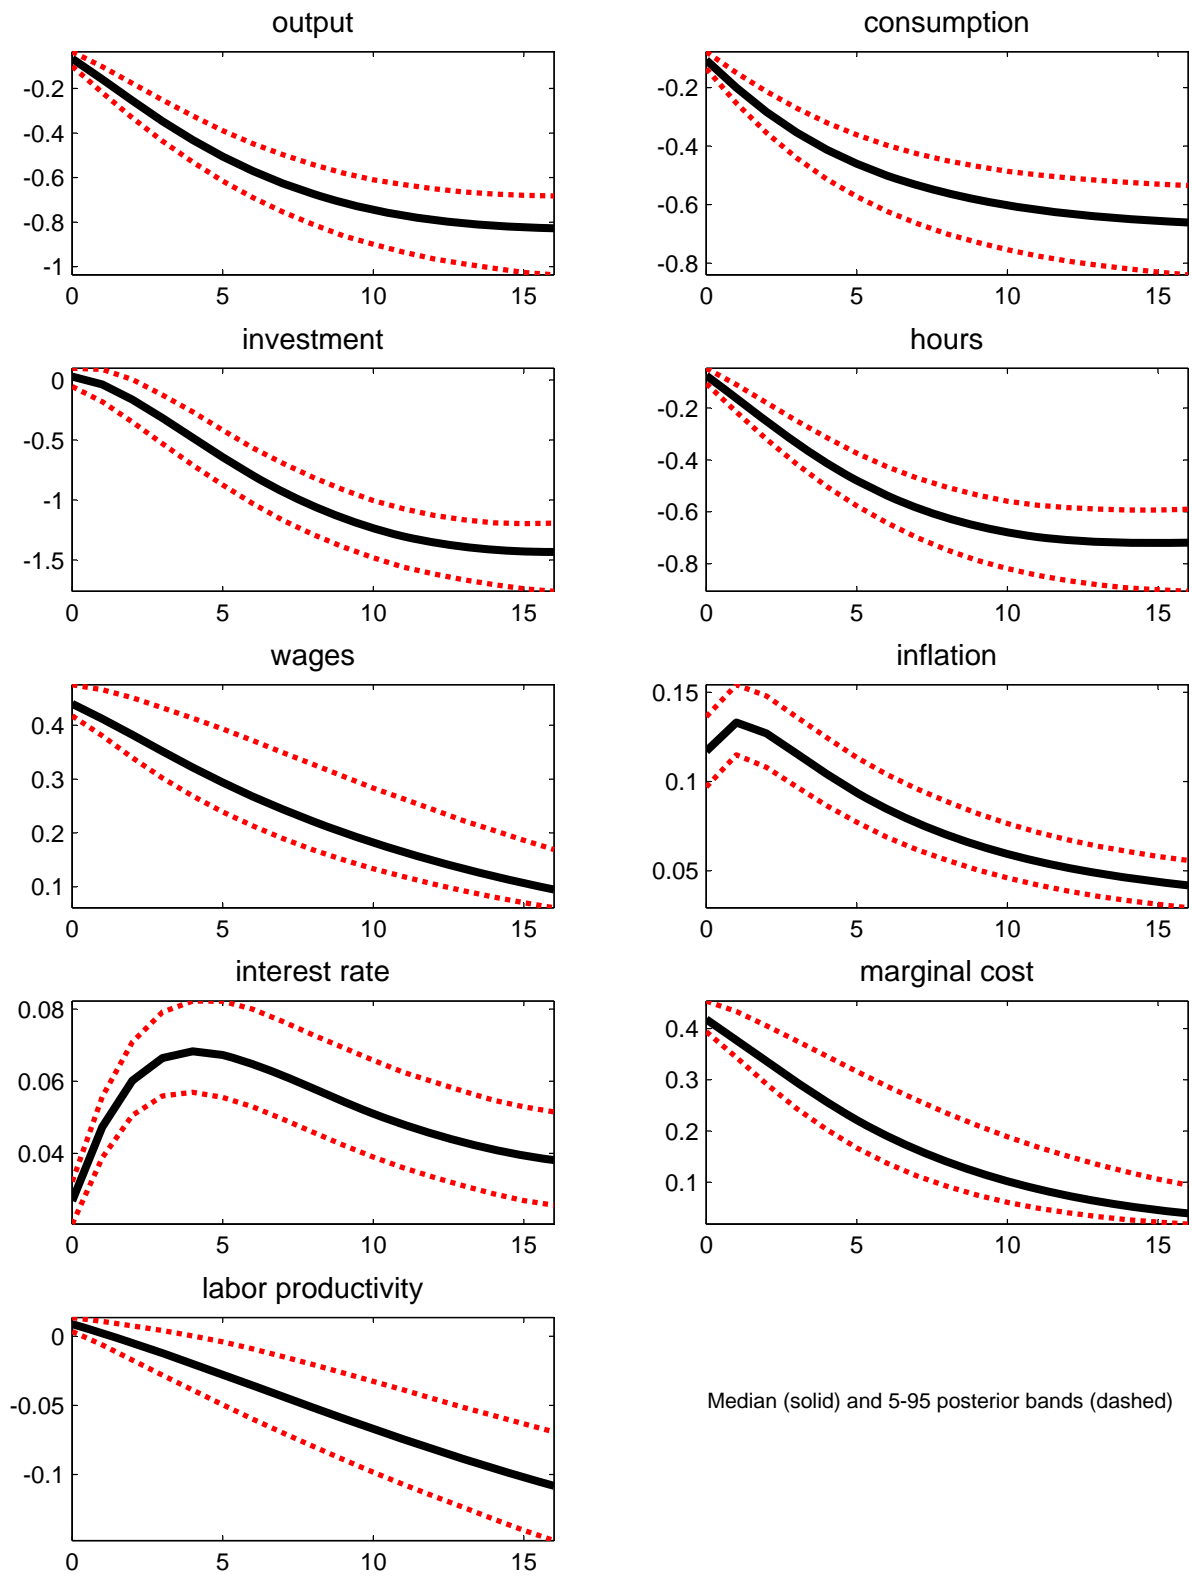 output
-0.2
-0.4
-0.6
-0.8
-1
0 5 10 15
consumption
-0.2
-0.4
-0.6
-0.8
0 5 10 15
investment
0
-0.5
-1
-1.5
0 5 10 15
hours
-0.2
-0.4
-0.6
-0.8
0 5 10 15
wages
0.4
0.3
0.2
0.1
0 5 10 15
inflation
0.15
0.1
0.05
0 5 10 15
interest rate
0.08
0.06
0.04
0 5 10 15
marginal cost
0.4
0.3
0.2
0.1
0 5 10 15
labor productivity
0
-0.05
-0.1
0 5 10 15
Median (solid) and 5-95 posterior bands (dashed)